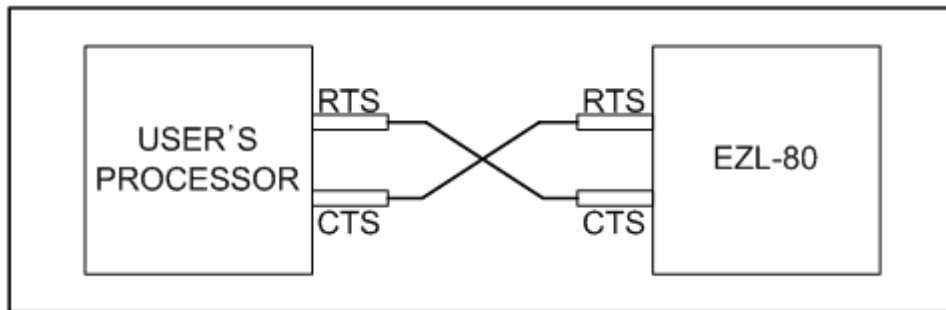 RTS
RTS
USER'S
PROCESSOR
EZL-80
CTS
CTS